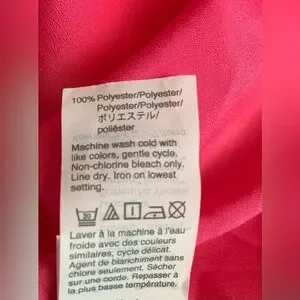 100% Polyester/Polyester/
Polyester/Polyester/
ポリエステル/
poliéster
Machine wash cold with
like colors, gentle cycle.
Non-chlorine bleach only.
Line dry. Iron on lowest
setting.
30
Laver à la machine à l'eau
froide avec des couleurs
similaires, cycle délicat.
Agent de blanchiment sans
chlore seulement. Sécher
sur une corde. Repasser à
la plus basse température.